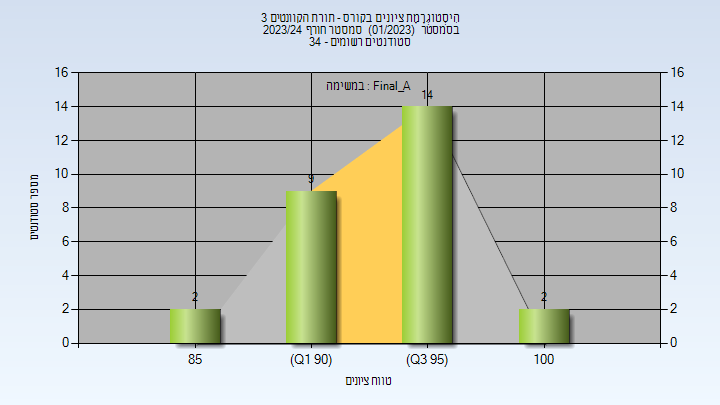 היסטוגרמת ציונים בקורס - תורת הקוונטים 3
בסמסטר (01/2023) סמסטר חורף 2023/24
סטודנטים רשומים - 34
במשימה : Final_A
16 16
14 14 14
12 12
10 10
9
8 8
6 6
4 4
2 2 2 2
0 0
85 (Q1 90) (Q3 95) 100
מספר סטודנטים
טווח ציונים